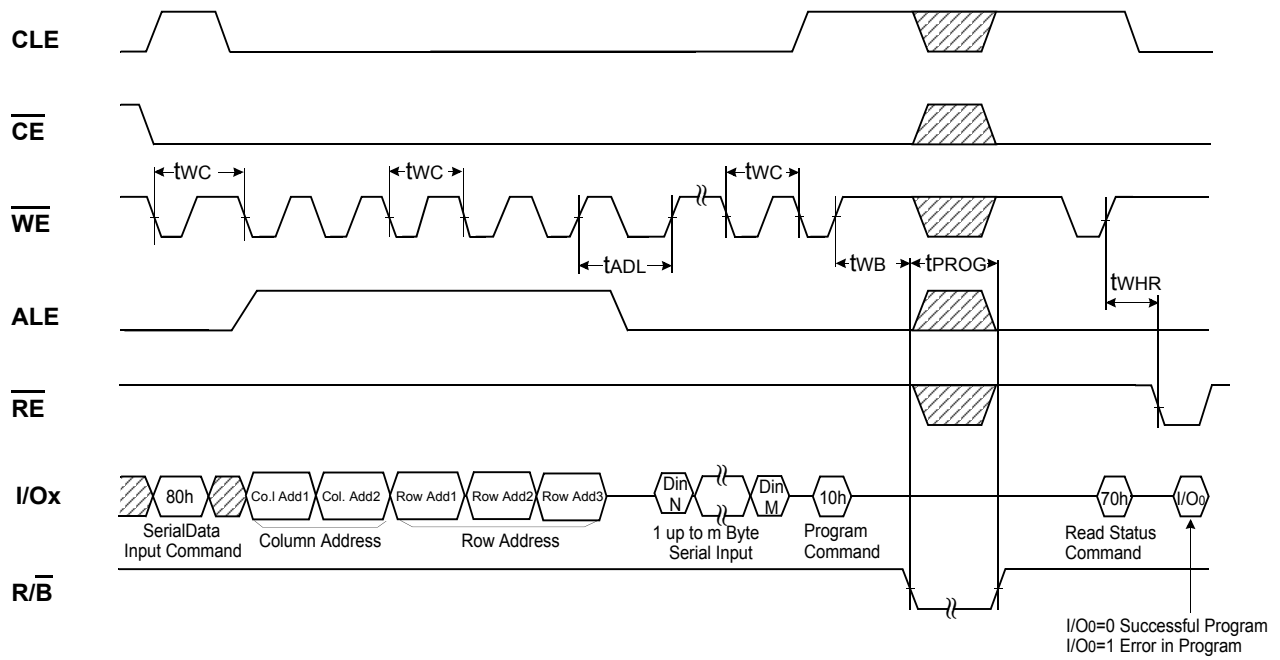 CLE
CE
tWC
tWC
tWC
WE
tADL
tWB
tPROG
tWHR
ALE
RE
I/Ox
80h
Co.l Add1
Col. Add2
Row Add1
Row Add2
Row Add3
Din
N
Din
M
10h
70h
I/O0
SerialData
Input Command
Column Address
Row Address
1 up to m Byte
Serial Input
Program
Command
Read Status
Command
R/B
I/O0=0 Successful Program
I/O0=1 Error in Program